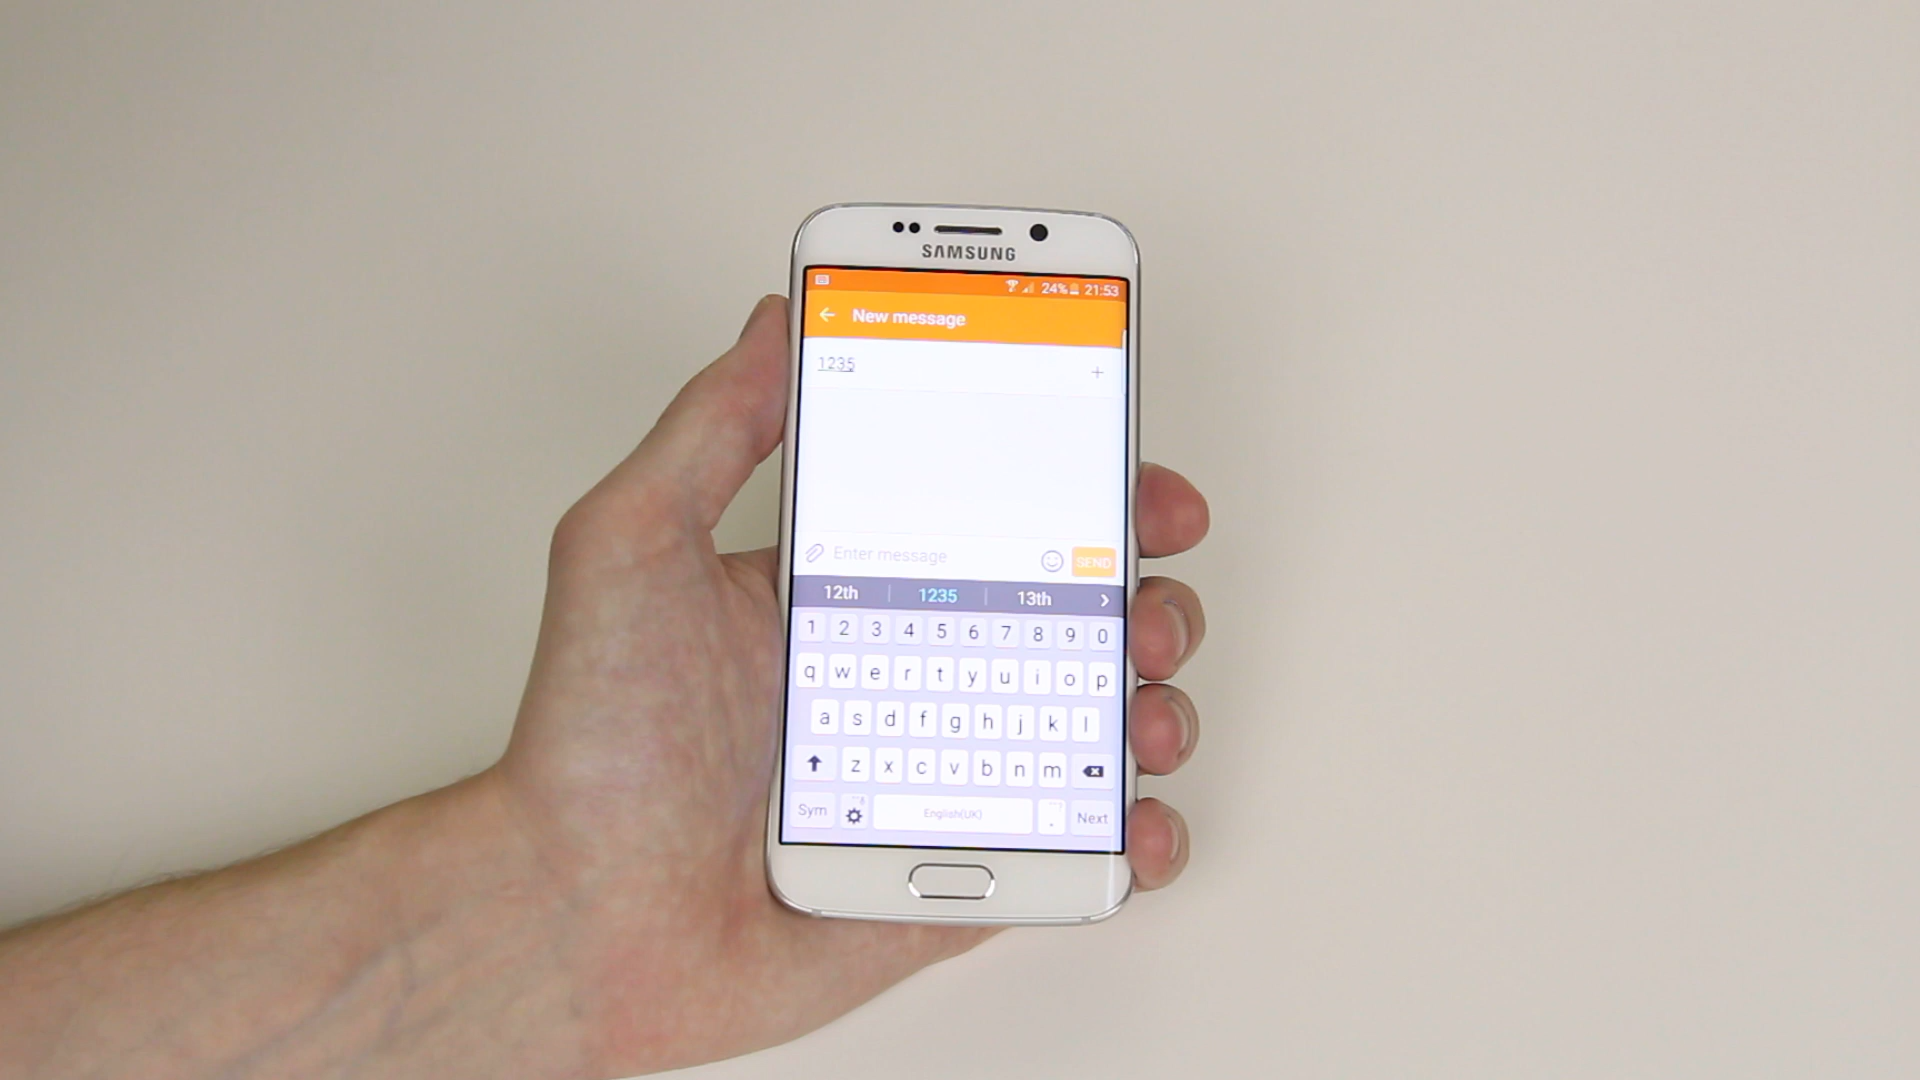 SAMSUNG
24% 21:53
New message
1235
Enter message SEND
12th 1235 13th
1 2 3 4 5 6 7 8 9 0
q w e r t y u i o p
a s d f g h j k l
z x c v b n m
Sym English(UK) . Next